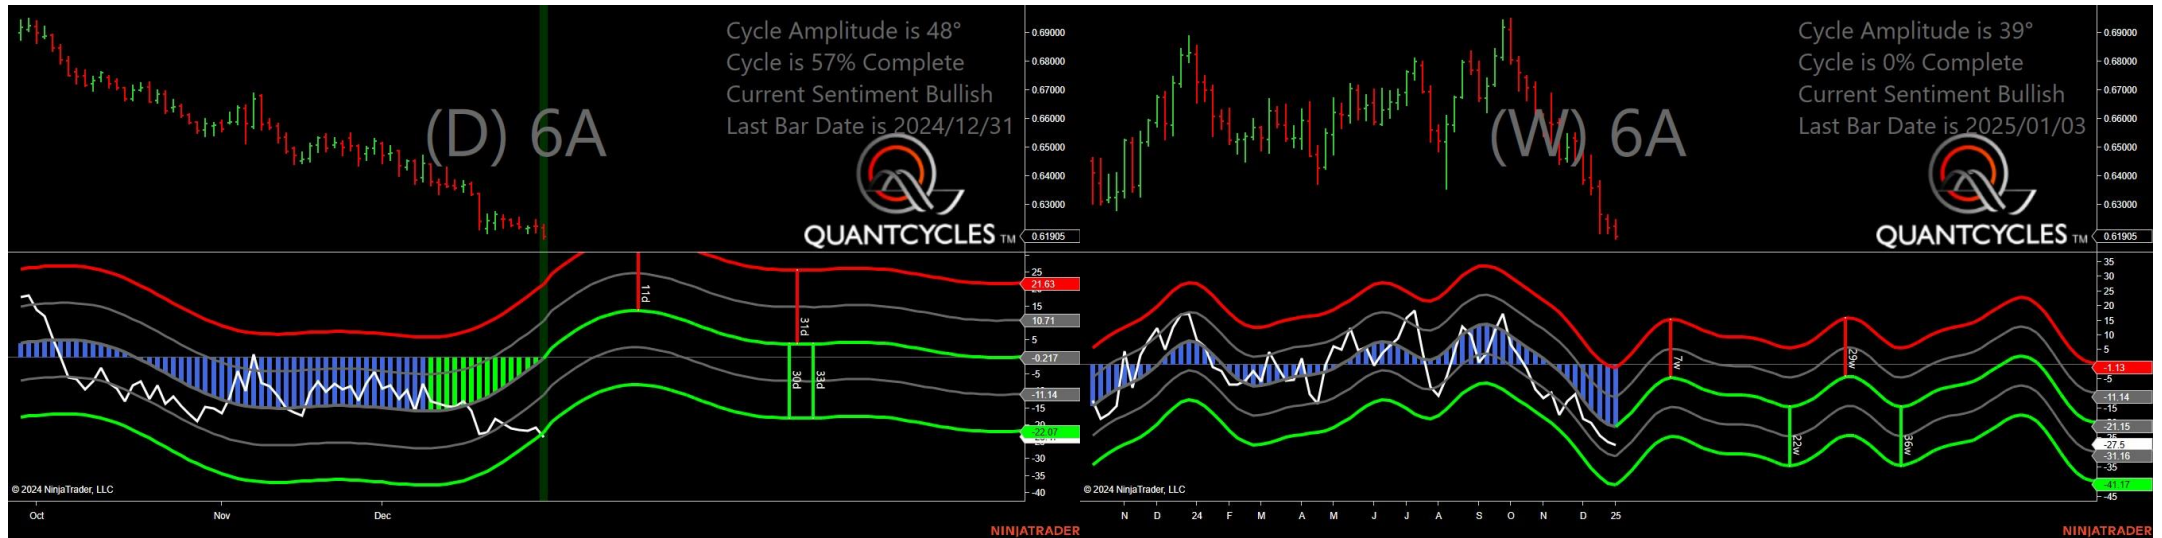 Cycle Amplitude is 48°
Cycle is 57% Complete
Current Sentiment Bullish
Last Bar Date is 2024/12/31
(D) 6A
QUANTCYCLES TM
0.69000
0.68000
0.67000
0.66000
0.65000
0.64000
0.63000
0.61905
25
21.63
15
10.71
5
-0.217
-5
-11.14
-15
-22.07
-30
-35
-40
11d
31d
30d
33d
© 2024 NinjaTrader, LLC
Oct Nov Dec
NINJATRADER
Cycle Amplitude is 39°
Cycle is 0% Complete
Current Sentiment Bullish
Last Bar Date is 2025/01/03
(W) 6A
QUANTCYCLES TM
0.69000
0.68000
0.67000
0.66000
0.65000
0.64000
0.63000
0.61905
35
30
25
20
15
10
5
-1.13
-5
-11.14
-15
-21.15
-27.5
-31.16
-35
-41.17
-45
7w
29w
22w
36w
© 2024 NinjaTrader, LLC
N D 24 F M A M J J A S O N D 25
NINJATRADER